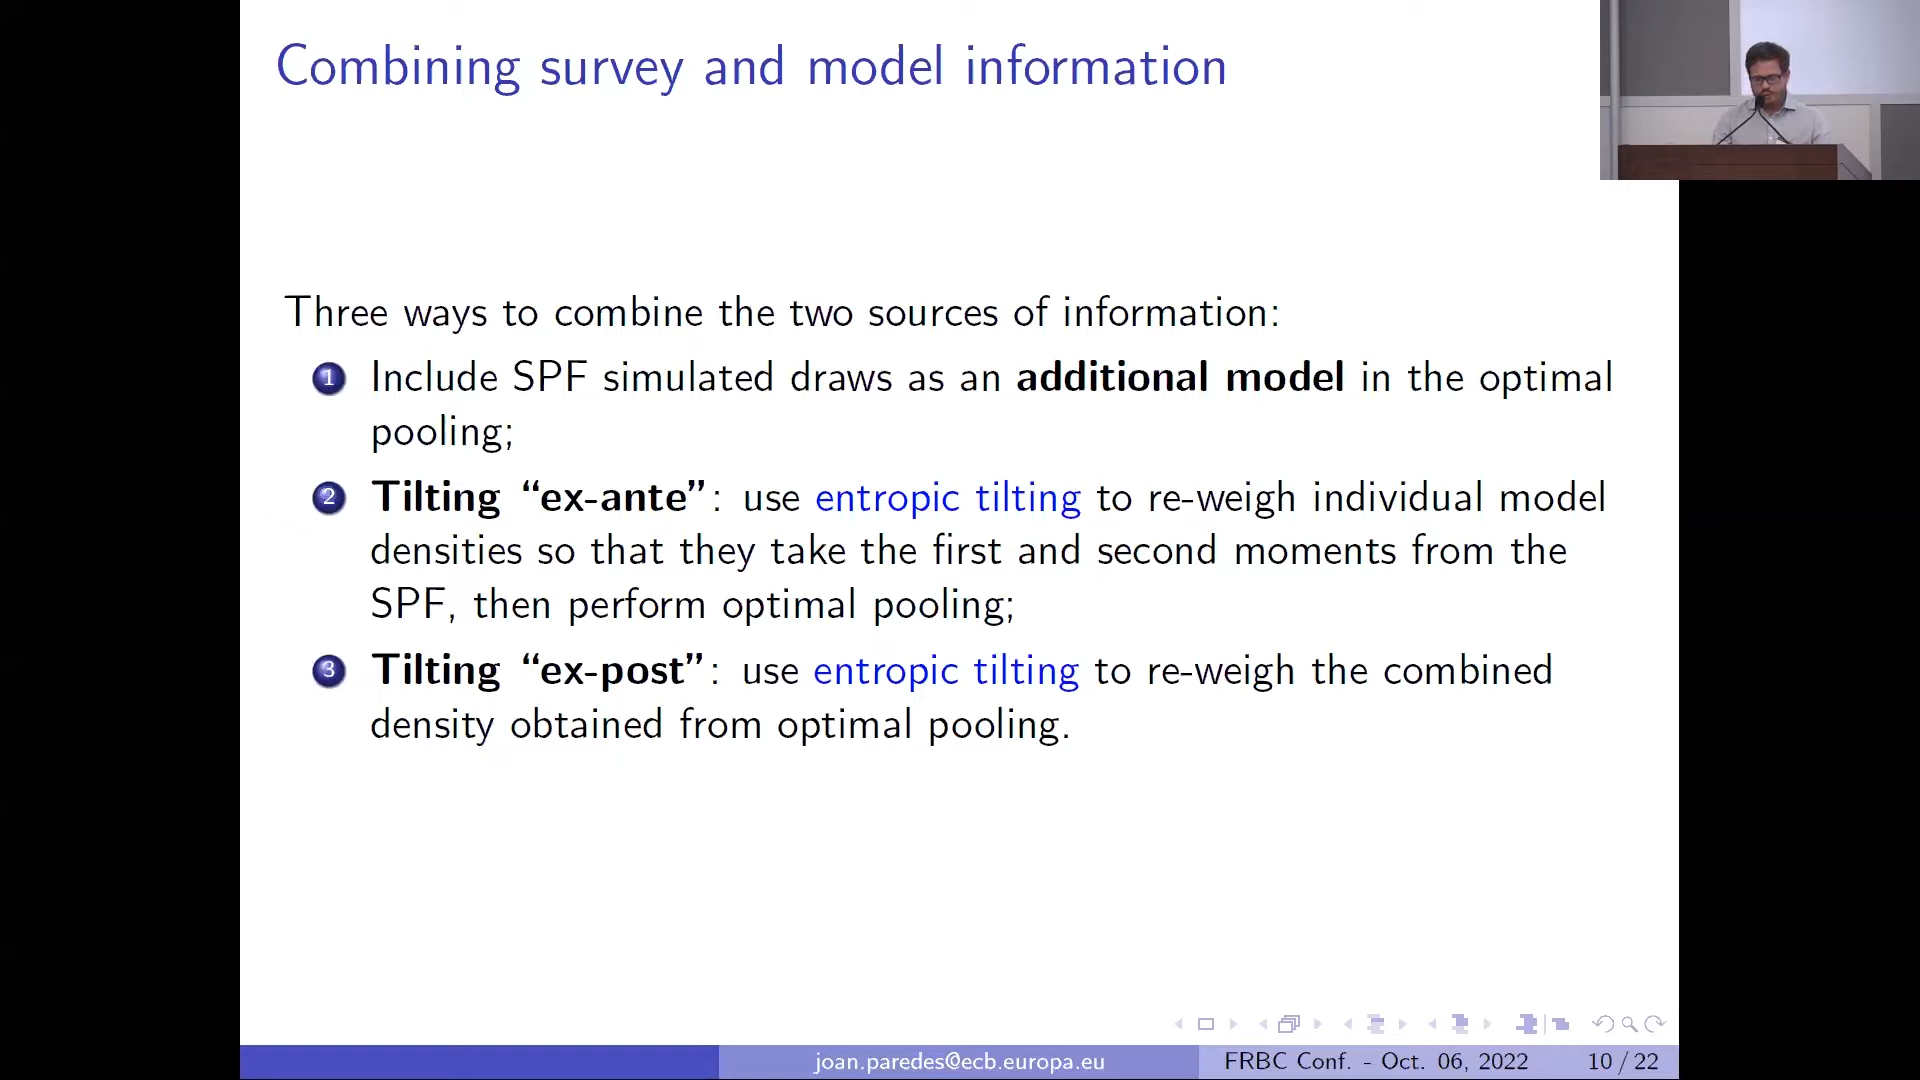 Combining survey and model information
Three ways to combine the two sources of information:
1 Include SPF simulated draws as an additional model in the optimal
pooling;
2 Tilting “ex-ante”: use entropic tilting to re-weigh individual model
densities so that they take the first and second moments from the
SPF, then perform optimal pooling;
3 Tilting “ex-post”: use entropic tilting to re-weigh the combined
density obtained from optimal pooling.
joan.paredes@ecb.europa.eu FRBC Conf. - Oct. 06, 2022 10 / 22